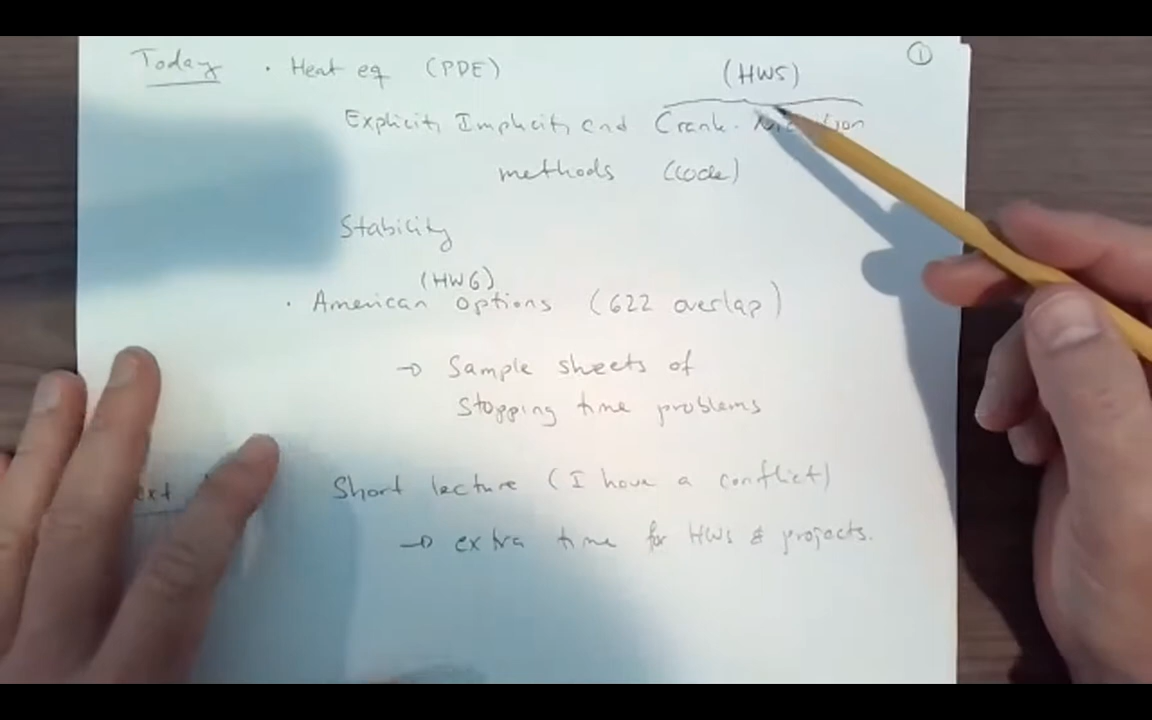 Today · Heat eq (PDE) (HW5) ①
Explicit, Implicit, and Crank-
methods (code)
Stability
(HW6)
· American options (622 overlap)
→ Sample sheets of
stopping time problems
Short lecture (I have a conflict)
→ extra time for HWs & projects.